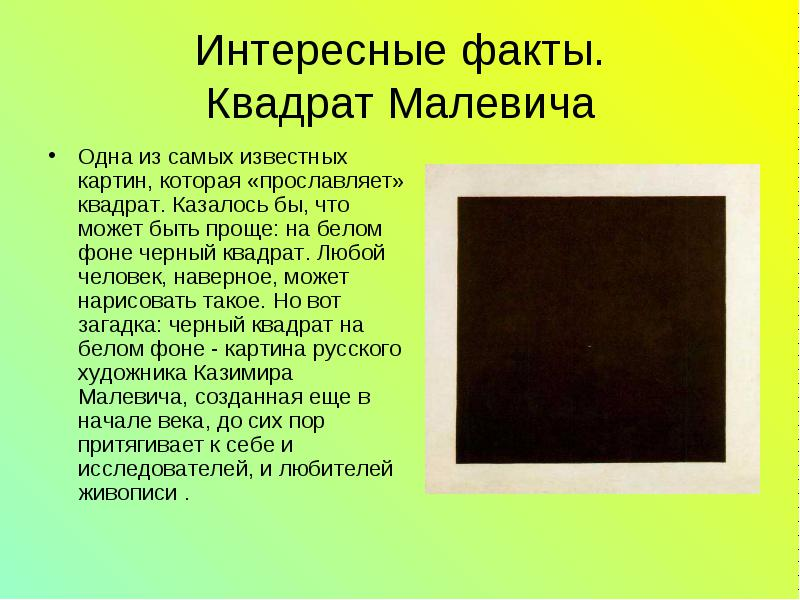 Интересные факты.
Квадрат Малевича
• Одна из самых известных
картин, которая «прославляет»
квадрат. Казалось бы, что
может быть проще: на белом
фоне черный квадрат. Любой
человек, наверное, может
нарисовать такое. Но вот
загадка: черный квадрат на
белом фоне - картина русского
художника Казимира
Малевича, созданная еще в
начале века, до сих пор
притягивает к себе и
исследователей, и любителей
живописи .